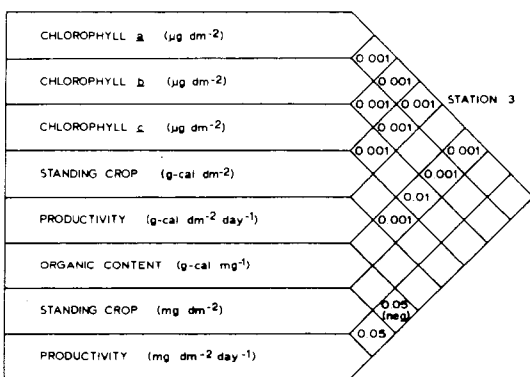 CHLOROPHYLL a (µg dm-2)
0 001
CHLOROPHYLL b (µg dm-2)
0 001 0 001 STATION 3
0 001
CHLOROPHYLL c (µg dm-2)
0 001 0 001
0 001
STANDING CROP (g-cal dm-2)
0.01
PRODUCTIVITY (g-cal dm-2 day-1)
0.001
ORGANIC CONTENT (g-cal mg-1)
STANDING CROP (mg dm-2)
0.05
(neg)
0.05
PRODUCTIVITY (mg dm-2 day-1)